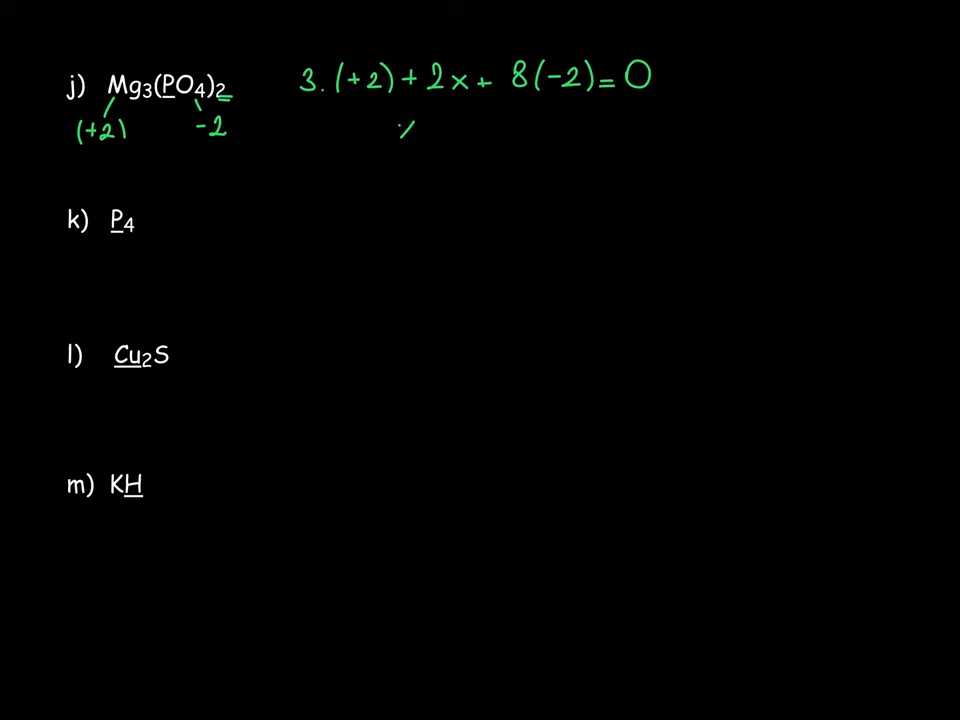 j) Mg₃(PO₄)₂ 3.(+2) + 2x + 8(-2) = 0
(+2) -2 x
k) P₄
l) Cu₂S
m) KH